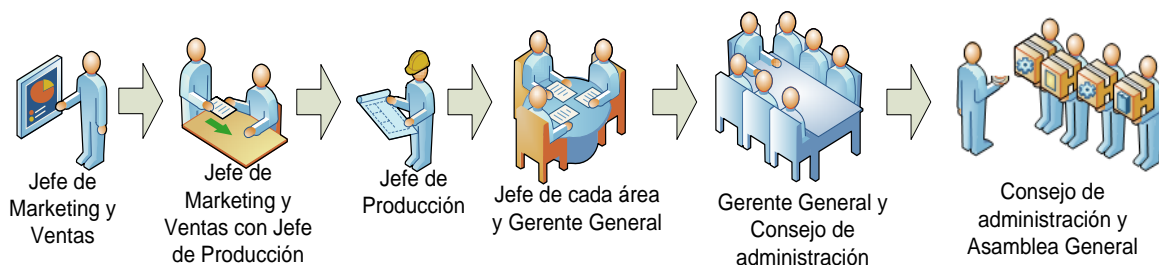 Jefe de
Marketing y
Ventas
Jefe de
Marketing y
Ventas con Jefe
de Producción
Jefe de
Producción
Jefe de cada área
y Gerente General
Gerente General y
Consejo de
administración
Consejo de
administración y
Asamblea General